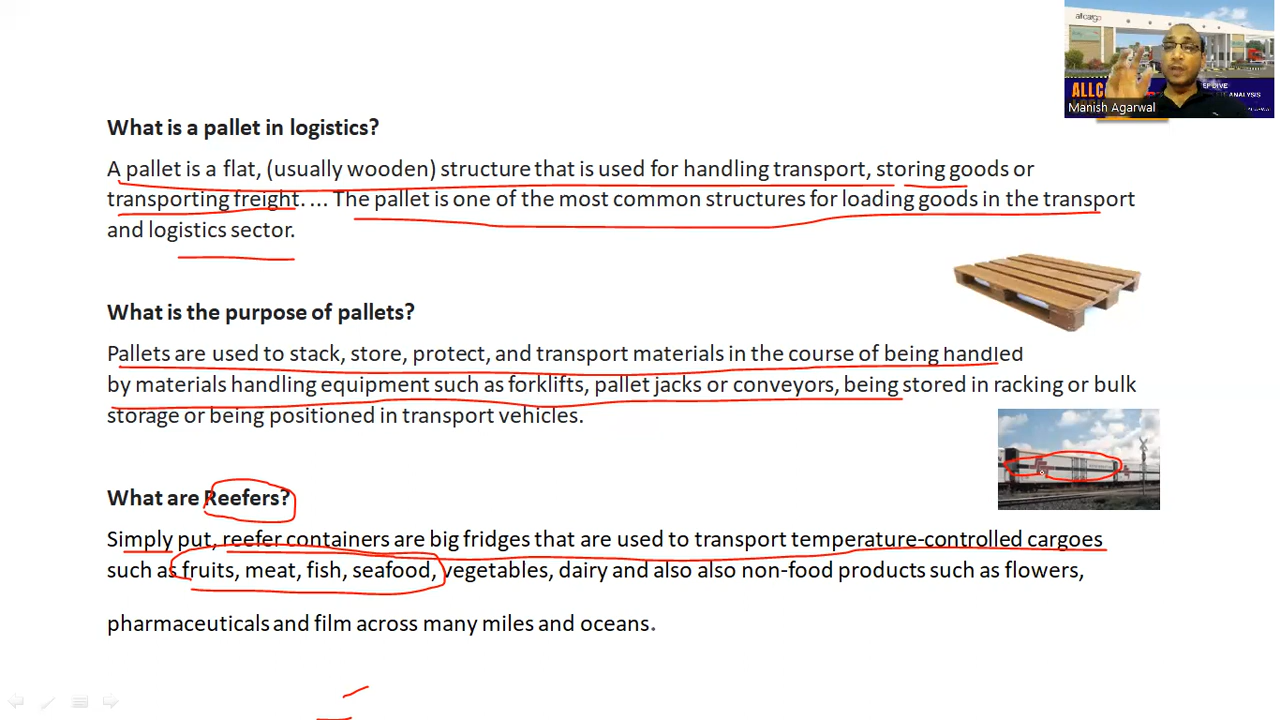 allcargo
ALLC
EP DIVE
ANALYSIS
Manish Agarwal
What is a pallet in logistics?
A pallet is a flat, (usually wooden) structure that is used for handling transport, storing goods or
transporting freight. ... The pallet is one of the most common structures for loading goods in the transport
and logistics sector.
What is the purpose of pallets?
Pallets are used to stack, store, protect, and transport materials in the course of being handled
by materials handling equipment such as forklifts, pallet jacks or conveyors, being stored in racking or bulk
storage or being positioned in transport vehicles.
What are Reefers?
Simply put, reefer containers are big fridges that are used to transport temperature-controlled cargoes
such as fruits, meat, fish, seafood, vegetables, dairy and also also non-food products such as flowers,
pharmaceuticals and film across many miles and oceans.